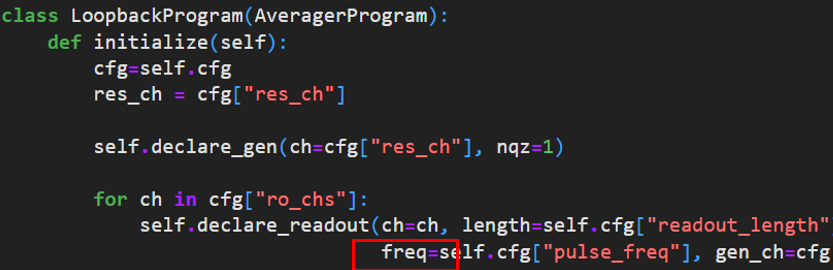 class LoopbackProgram(AveragerProgram):
    def initialize(self):
        cfg=self.cfg
        res_ch = cfg["res_ch"]
        self.declare_gen(ch=cfg["res_ch"], nqz=1)
        for ch in cfg["ro_chs"]:
            self.declare_readout(ch=ch, length=self.cfg["readout_length"
                                 freq=self.cfg["pulse_freq"], gen_ch=cfg